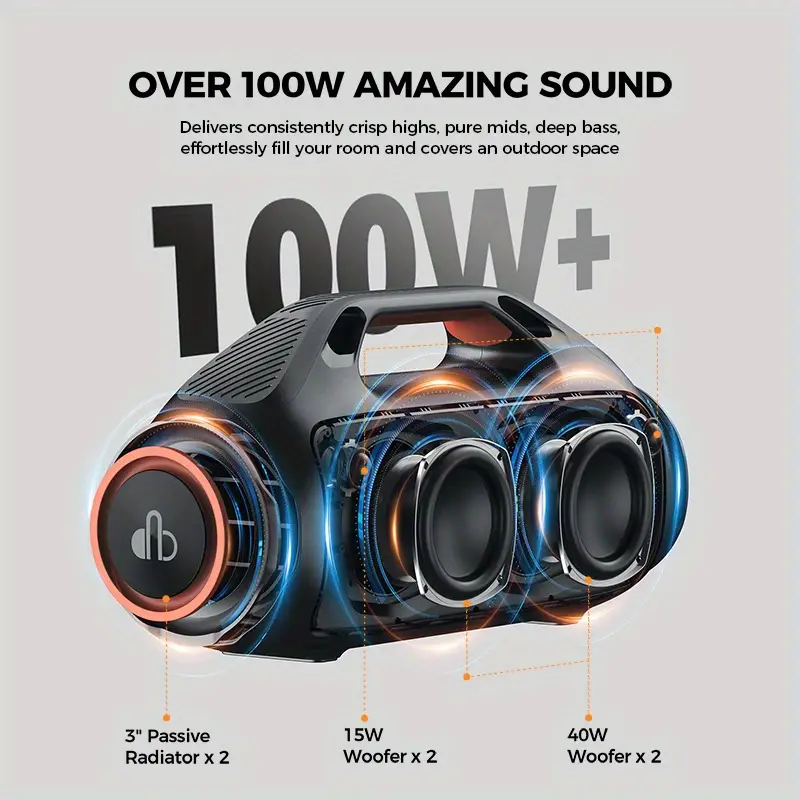 OVER 100W AMAZING SOUND
Delivers consistently crisp highs, pure mids, deep bass,
effortlessly fill your room and covers an outdoor space
100W+
3" Passive
Radiator x 2
15W
Woofer x 2
40W
Woofer x 2